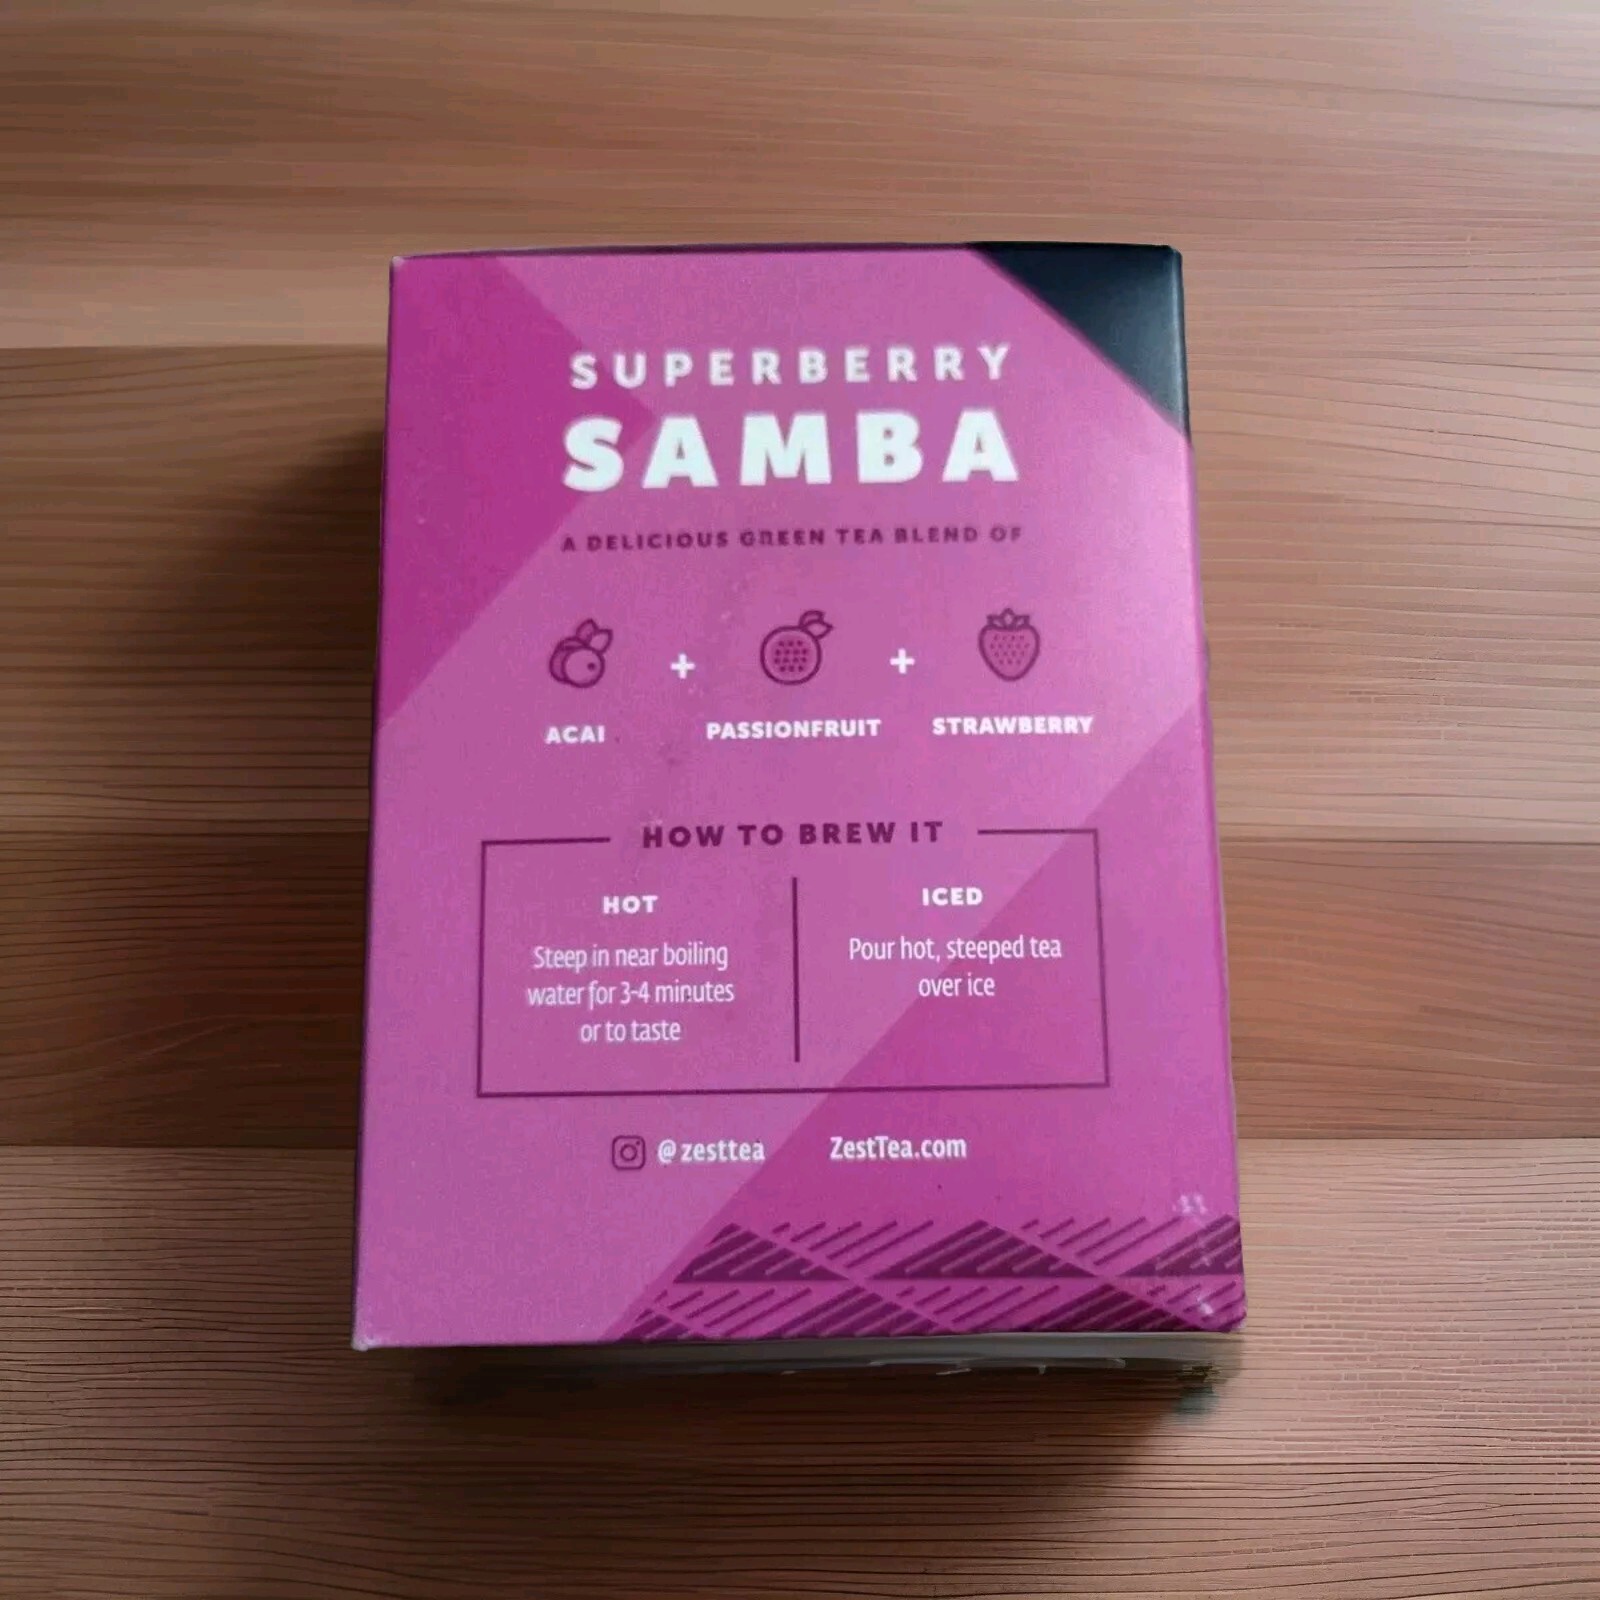 SUPERBERRY
SAMBA
A DELICIOUS GREEN TEA BLEND OF
+ +
ACAI PASSIONFRUIT STRAWBERRY
HOW TO BREW IT
HOT
Steep in near boiling
water for 3-4 minutes
or to taste
ICED
Pour hot, steeped tea
over ice
@zesttea ZestTea.com